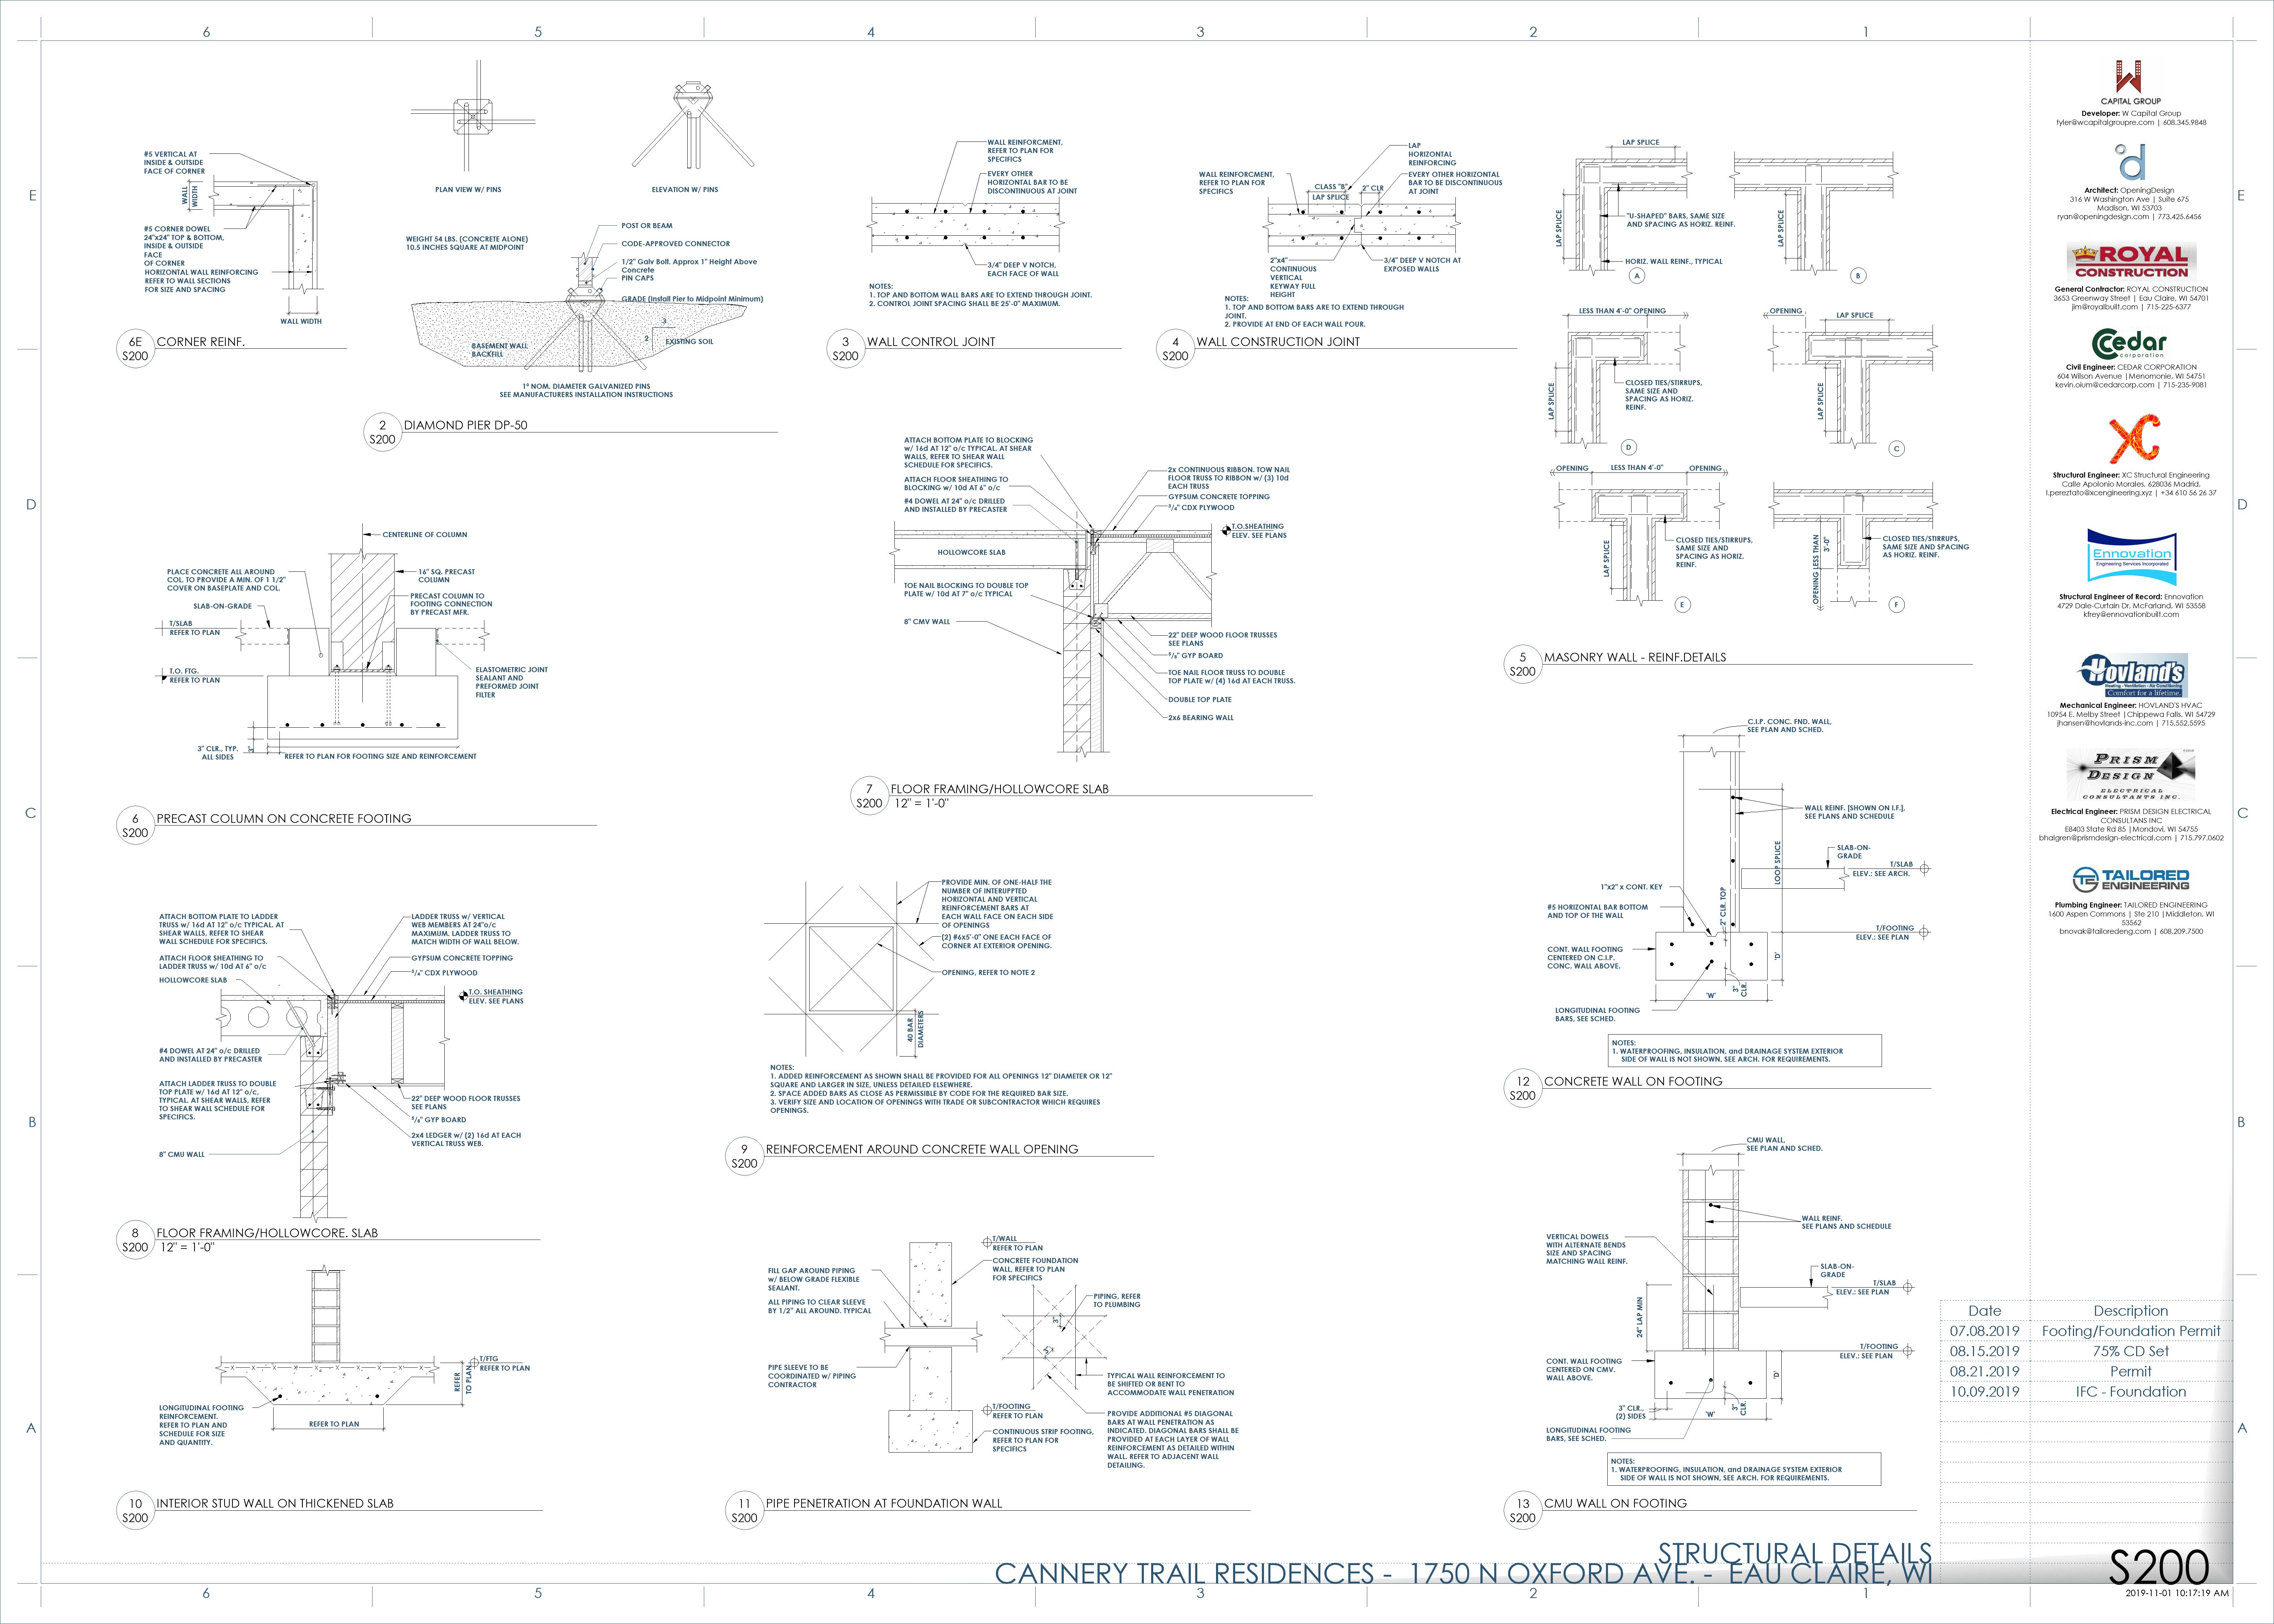 6
5
4
3
2
1
E
D
C
B
A
#5 VERTICAL AT
INSIDE & OUTSIDE
FACE OF CORNER
WALL
WIDTH
#5 CORNER DOWEL
24"x24" TOP & BOTTOM,
INSIDE & OUTSIDE
FACE
OF CORNER
HORIZONTAL WALL REINFORCING
REFER TO WALL SECTIONS
FOR SIZE AND SPACING
WALL WIDTH
6E
S200
CORNER REINF.
PLAN VIEW W/ PINS
ELEVATION W/ PINS
WEIGHT 54 LBS. (CONCRETE ALONE)
10.5 INCHES SQUARE AT MIDPOINT
POST OR BEAM
CODE-APPROVED CONNECTOR
1/2" Galv Bolt. Approx 1" Height Above
Concrete
PIN CAPS
GRADE (Install Pier to Midpoint Minimum)
3
2
EXISTING SOIL
BASEMENT WALL
BACKFILL
1" NOM. DIAMETER GALVANIZED PINS
SEE MANUFACTURERS INSTALLATION INSTRUCTIONS
2
S200
DIAMOND PIER DP-50
WALL REINFORCMENT,
REFER TO PLAN FOR
SPECIFICS
EVERY OTHER
HORIZONTAL BAR TO BE
DISCONTINUOUS AT JOINT
3/4" DEEP V NOTCH,
EACH FACE OF WALL
NOTES:
1. TOP AND BOTTOM WALL BARS ARE TO EXTEND THROUGH JOINT.
2. CONTROL JOINT SPACING SHALL BE 25'-0" MAXIMUM.
3
S200
WALL CONTROL JOINT
WALL REINFORCMENT,
REFER TO PLAN FOR
SPECIFICS
CLASS "B"
LAP SPLICE
2" CLR
LAP
HORIZONTAL
REINFORCING
EVERY OTHER HORIZONTAL
BAR TO BE DISCONTINUOUS
AT JOINT
2"x4"
CONTINUOUS
VERTICAL
KEYWAY FULL
HEIGHT
3/4" DEEP V NOTCH AT
EXPOSED WALLS
NOTES:
1. TOP AND BOTTOM BARS ARE TO EXTEND THROUGH
JOINT.
2. PROVIDE AT END OF EACH WALL POUR.
4
S200
WALL CONSTRUCTION JOINT
LAP SPLICE
LAP SPLICE
"U-SHAPED" BARS, SAME SIZE
AND SPACING AS HORIZ. REINF.
HORIZ. WALL REINF., TYPICAL
A
LAP SPLICE
B
LESS THAN 4'-0" OPENING
LAP SPLICE
CLOSED TIES/STIRRUPS,
SAME SIZE AND
SPACING AS HORIZ.
REINF.
D
OPENING
LAP SPLICE
LAP SPLICE
C
OPENING
LESS THAN 4'-0"
OPENING
LAP SPLICE
CLOSED TIES/STIRRUPS,
SAME SIZE AND
SPACING AS HORIZ.
REINF.
E
OPENING LESS THAN
3'-0"
CLOSED TIES/STIRRUPS,
SAME SIZE AND SPACING
AS HORIZ. REINF.
F
5
S200
MASONRY WALL - REINF.DETAILS
CENTERLINE OF COLUMN
PLACE CONCRETE ALL AROUND
COL. TO PROVIDE A MIN. OF 1 1/2"
COVER ON BASEPLATE AND COL.
SLAB-ON-GRADE
T/SLAB
REFER TO PLAN
T.O. FTG.
REFER TO PLAN
16" SQ. PRECAST
COLUMN
PRECAST COLUMN TO
FOOTING CONNECTION
BY PRECAST MFR.
ELASTOMETRIC JOINT
SEALANT AND
PREFORMED JOINT
FILTER
3" CLR., TYP.
ALL SIDES
3"
REFER TO PLAN FOR FOOTING SIZE AND REINFORCEMENT
6
S200
PRECAST COLUMN ON CONCRETE FOOTING
ATTACH BOTTOM PLATE TO BLOCKING
w/ 16d AT 12" o/c TYPICAL. AT SHEAR
WALLS, REFER TO SHEAR WALL
SCHEDULE FOR SPECIFICS.
ATTACH FLOOR SHEATHING TO
BLOCKING w/ 10d AT 6" o/c
#4 DOWEL AT 24" o/c DRILLED
AND INSTALLED BY PRECASTER
HOLLOWCORE SLAB
TOE NAIL BLOCKING TO DOUBLE TOP
PLATE w/ 10d AT 7" o/c TYPICAL
8" CMV WALL
2x CONTINUOUS RIBBON. TOW NAIL
FLOOR TRUSS TO RIBBON w/ (3) 10d
EACH TRUSS
GYPSUM CONCRETE TOPPING
3/4" CDX PLYWOOD
T.O.SHEATHING
ELEV. SEE PLANS
22" DEEP WOOD FLOOR TRUSSES
SEE PLANS
5/8" GYP BOARD
TOE NAIL FLOOR TRUSS TO DOUBLE
TOP PLATE w/ (4) 16d AT EACH TRUSS.
DOUBLE TOP PLATE
2x6 BEARING WALL
7
S200
FLOOR FRAMING/HOLLOWCORE SLAB
12" = 1'-0"
ATTACH BOTTOM PLATE TO LADDER
TRUSS w/ 16d AT 12" o/c TYPICAL. AT
SHEAR WALLS, REFER TO SHEAR
WALL SCHEDULE FOR SPECIFICS.
ATTACH FLOOR SHEATHING TO
LADDER TRUSS w/ 10d AT 6" o/c
HOLLOWCORE SLAB
#4 DOWEL AT 24" o/c DRILLED
AND INSTALLED BY PRECASTER
ATTACH LADDER TRUSS TO DOUBLE
TOP PLATE w/ 16d AT 12" o/c,
TYPICAL. AT SHEAR WALLS, REFER
TO SHEAR WALL SCHEDULE FOR
SPECIFICS.
8" CMU WALL
LADDER TRUSS w/ VERTICAL
WEB MEMBERS AT 24"o/c
MAXIMUM. LADDER TRUSS TO
MATCH WIDTH OF WALL BELOW.
GYPSUM CONCRETE TOPPING
3/4" CDX PLYWOOD
T.O. SHEATHING
ELEV. SEE PLANS
22" DEEP WOOD FLOOR TRUSSES
SEE PLANS
5/8" GYP BOARD
2x4 LEDGER w/ (2) 16d AT EACH
VERTICAL TRUSS WEB.
8
S200
FLOOR FRAMING/HOLLOWCORE. SLAB
12" = 1'-0"
PROVIDE MIN. OF ONE-HALF THE
NUMBER OF INTERUPTED
HORIZONTAL AND VERTICAL
REINFORCEMENT BARS AT
EACH WALL FACE ON EACH SIDE
OF OPENINGS
(2) #6x5'-0" ONE EACH FACE OF
CORNER AT EXTERIOR OPENING.
OPENING, REFER TO NOTE 2
40 BAR
DIAMETERS
NOTES:
1. ADDED REINFORCEMENT AS SHOWN SHALL BE PROVIDED FOR ALL OPENINGS 12" DIAMETER OR 12"
SQUARE AND LARGER IN SIZE, UNLESS DETAILED ELSEWHERE.
2. SPACE ADDED BARS AS CLOSE AS PERMISSIBLE BY CODE FOR THE REQUIRED BAR SIZE.
3. VERIFY SIZE AND LOCATION OF OPENINGS WITH TRADE OR SUBCONTRACTOR WHICH REQUIRES
OPENINGS.
9
S200
REINFORCEMENT AROUND CONCRETE WALL OPENING
C.I.P. CONC. FND. WALL,
SEE PLAN AND SCHED.
WALL REINF. [SHOWN ON I.F.],
SEE PLANS AND SCHEDULE
LOOP SPLICE
SLAB-ON-
GRADE
T/SLAB
ELEV.: SEE ARCH.
1"x2" x CONT. KEY
2" CLR. TOP
#5 HORIZONTAL BAR BOTTOM
AND TOP OF THE WALL
T/FOOTING
ELEV.: SEE PLAN
CONT. WALL FOOTING
CENTERED ON C.I.P.
CONC. WALL ABOVE.
'D'
3"
CLR.
'W'
LONGITUDINAL FOOTING
BARS, SEE SCHED.
NOTES:
1. WATERPROOFING, INSULATION, and DRAINAGE SYSTEM EXTERIOR
SIDE OF WALL IS NOT SHOWN, SEE ARCH. FOR REQUIREMENTS.
12
S200
CONCRETE WALL ON FOOTING
T/FTG
REFER TO PLAN
REFER
TO PLAN
LONGITUDINAL FOOTING
REINFORCEMENT.
REFER TO PLAN AND
SCHEDULE FOR SIZE
AND QUANTITY.
REFER TO PLAN
10
S200
INTERIOR STUD WALL ON THICKENED SLAB
T/WALL
REFER TO PLAN
CONCRETE FOUNDATION
WALL, REFER TO PLAN
FOR SPECIFICS
FILL GAP AROUND PIPING
w/ BELOW GRADE FLEXIBLE
SEALANT.
ALL PIPING TO CLEAR SLEEVE
BY 1/2" ALL AROUND. TYPICAL
PIPE SLEEVE TO BE
COORDINATED w/ PIPING
CONTRACTOR
PIPING, REFER
TO PLUMBING
3"
TYPICAL WALL REINFORCEMENT TO
BE SHIFTED OR BENT TO
ACCOMMODATE WALL PENETRATION
T/FOOTING
REFER TO PLAN
CONTINUOUS STRIP FOOTING,
REFER TO PLAN FOR
SPECIFICS
PROVIDE ADDITIONAL #5 DIAGONAL
BARS AT WALL PENETRATION AS
INDICATED. DIAGONAL BARS SHALL BE
PROVIDED AT EACH LAYER OF WALL
REINFORCEMENT AS DETAILED WITHIN
WALL. REFER TO ADJACENT WALL
DETAILING.
11
S200
PIPE PENETRATION AT FOUNDATION WALL
CMU WALL,
SEE PLAN AND SCHED.
WALL REINF.
SEE PLANS AND SCHEDULE
VERTICAL DOWELS
WITH ALTERNATE BENDS
SIZE AND SPACING
MATCHING WALL REINF.
SLAB-ON-
GRADE
T/SLAB
ELEV.: SEE PLAN
24" LAP MIN
T/FOOTING
ELEV.: SEE PLAN
CONT. WALL FOOTING
CENTERED ON CMV.
WALL ABOVE.
'D'
3" CLR.,
(2) SIDES
'W'
3"
CLR.
LONGITUDINAL FOOTING
BARS, SEE SCHED.
NOTES:
1. WATERPROOFING, INSULATION, and DRAINAGE SYSTEM EXTERIOR
SIDE OF WALL IS NOT SHOWN, SEE ARCH. FOR REQUIREMENTS.
13
S200
CMU WALL ON FOOTING
CAPITAL GROUP
Developer: W Capital Group
tyler@wcapitalgroupre.com | 608.345.9848
d
Architect: OpeningDesign
316 W Washington Ave | Suite 675
Madison, WI 53703
ryan@openingdesign.com | 773.425.6456
ROYAL
CONSTRUCTION
General Contractor: ROYAL CONSTRUCTION
3653 Greenway Street | Eau Claire, WI 54701
jim@royalbuilt.com | 715-225-6377
Cedar
corporation
Civil Engineer: CEDAR CORPORATION
604 Wilson Avenue |Menomonie, WI 54751
kevin.oium@cedarcorp.com | 715-235-9081
XC
Structural Engineer: XC Structural Engineering
Calle Apolonio Morales, 628036 Madrid,
l.pereztato@xcengineering.xyz | +34 610 56 26 37
Ennovation
Engineering Services Incorporated
Structural Engineer of Record: Ennovation
4729 Dale-Curtain Dr, McFarland, WI 53558
kfrey@ennovationbuilt.com
Hovland's
Heating · Ventilation · Air Conditioning
Comfort for a lifetime.
Mechanical Engineer: HOVLAND'S HVAC
10954 E. Melby Street |Chippewa Falls, WI 54729
jhansen@hovlands-inc.com | 715.552.5595
PRISM
DESIGN
ELECTRICAL
CONSULTANTS INC.
Electrical Engineer: PRISM DESIGN ELECTRICAL
CONSULTANS INC
E8403 State Rd 85 |Mondovi, WI 54755
bhalgren@prismdesign-electrical.com | 715.797.0602
TE TAILORED
ENGINEERING
Plumbing Engineer: TAILORED ENGINEERING
1600 Aspen Commons | Ste 210 |Middleton, WI
53562
bnovak@tailoredeng.com | 608.209.7500
Date Description
07.08.2019 Footing/Foundation Permit
08.15.2019 75% CD Set
08.21.2019 Permit
10.09.2019 IFC - Foundation
STRUCTURAL DETAILS
CANNERY TRAIL RESIDENCES - 1750 N OXFORD AVE. - EAU CLAIRE, WI
S200
2019-11-01 10:17:19 AM
6
5
4
3
2
1
E
D
C
B
A